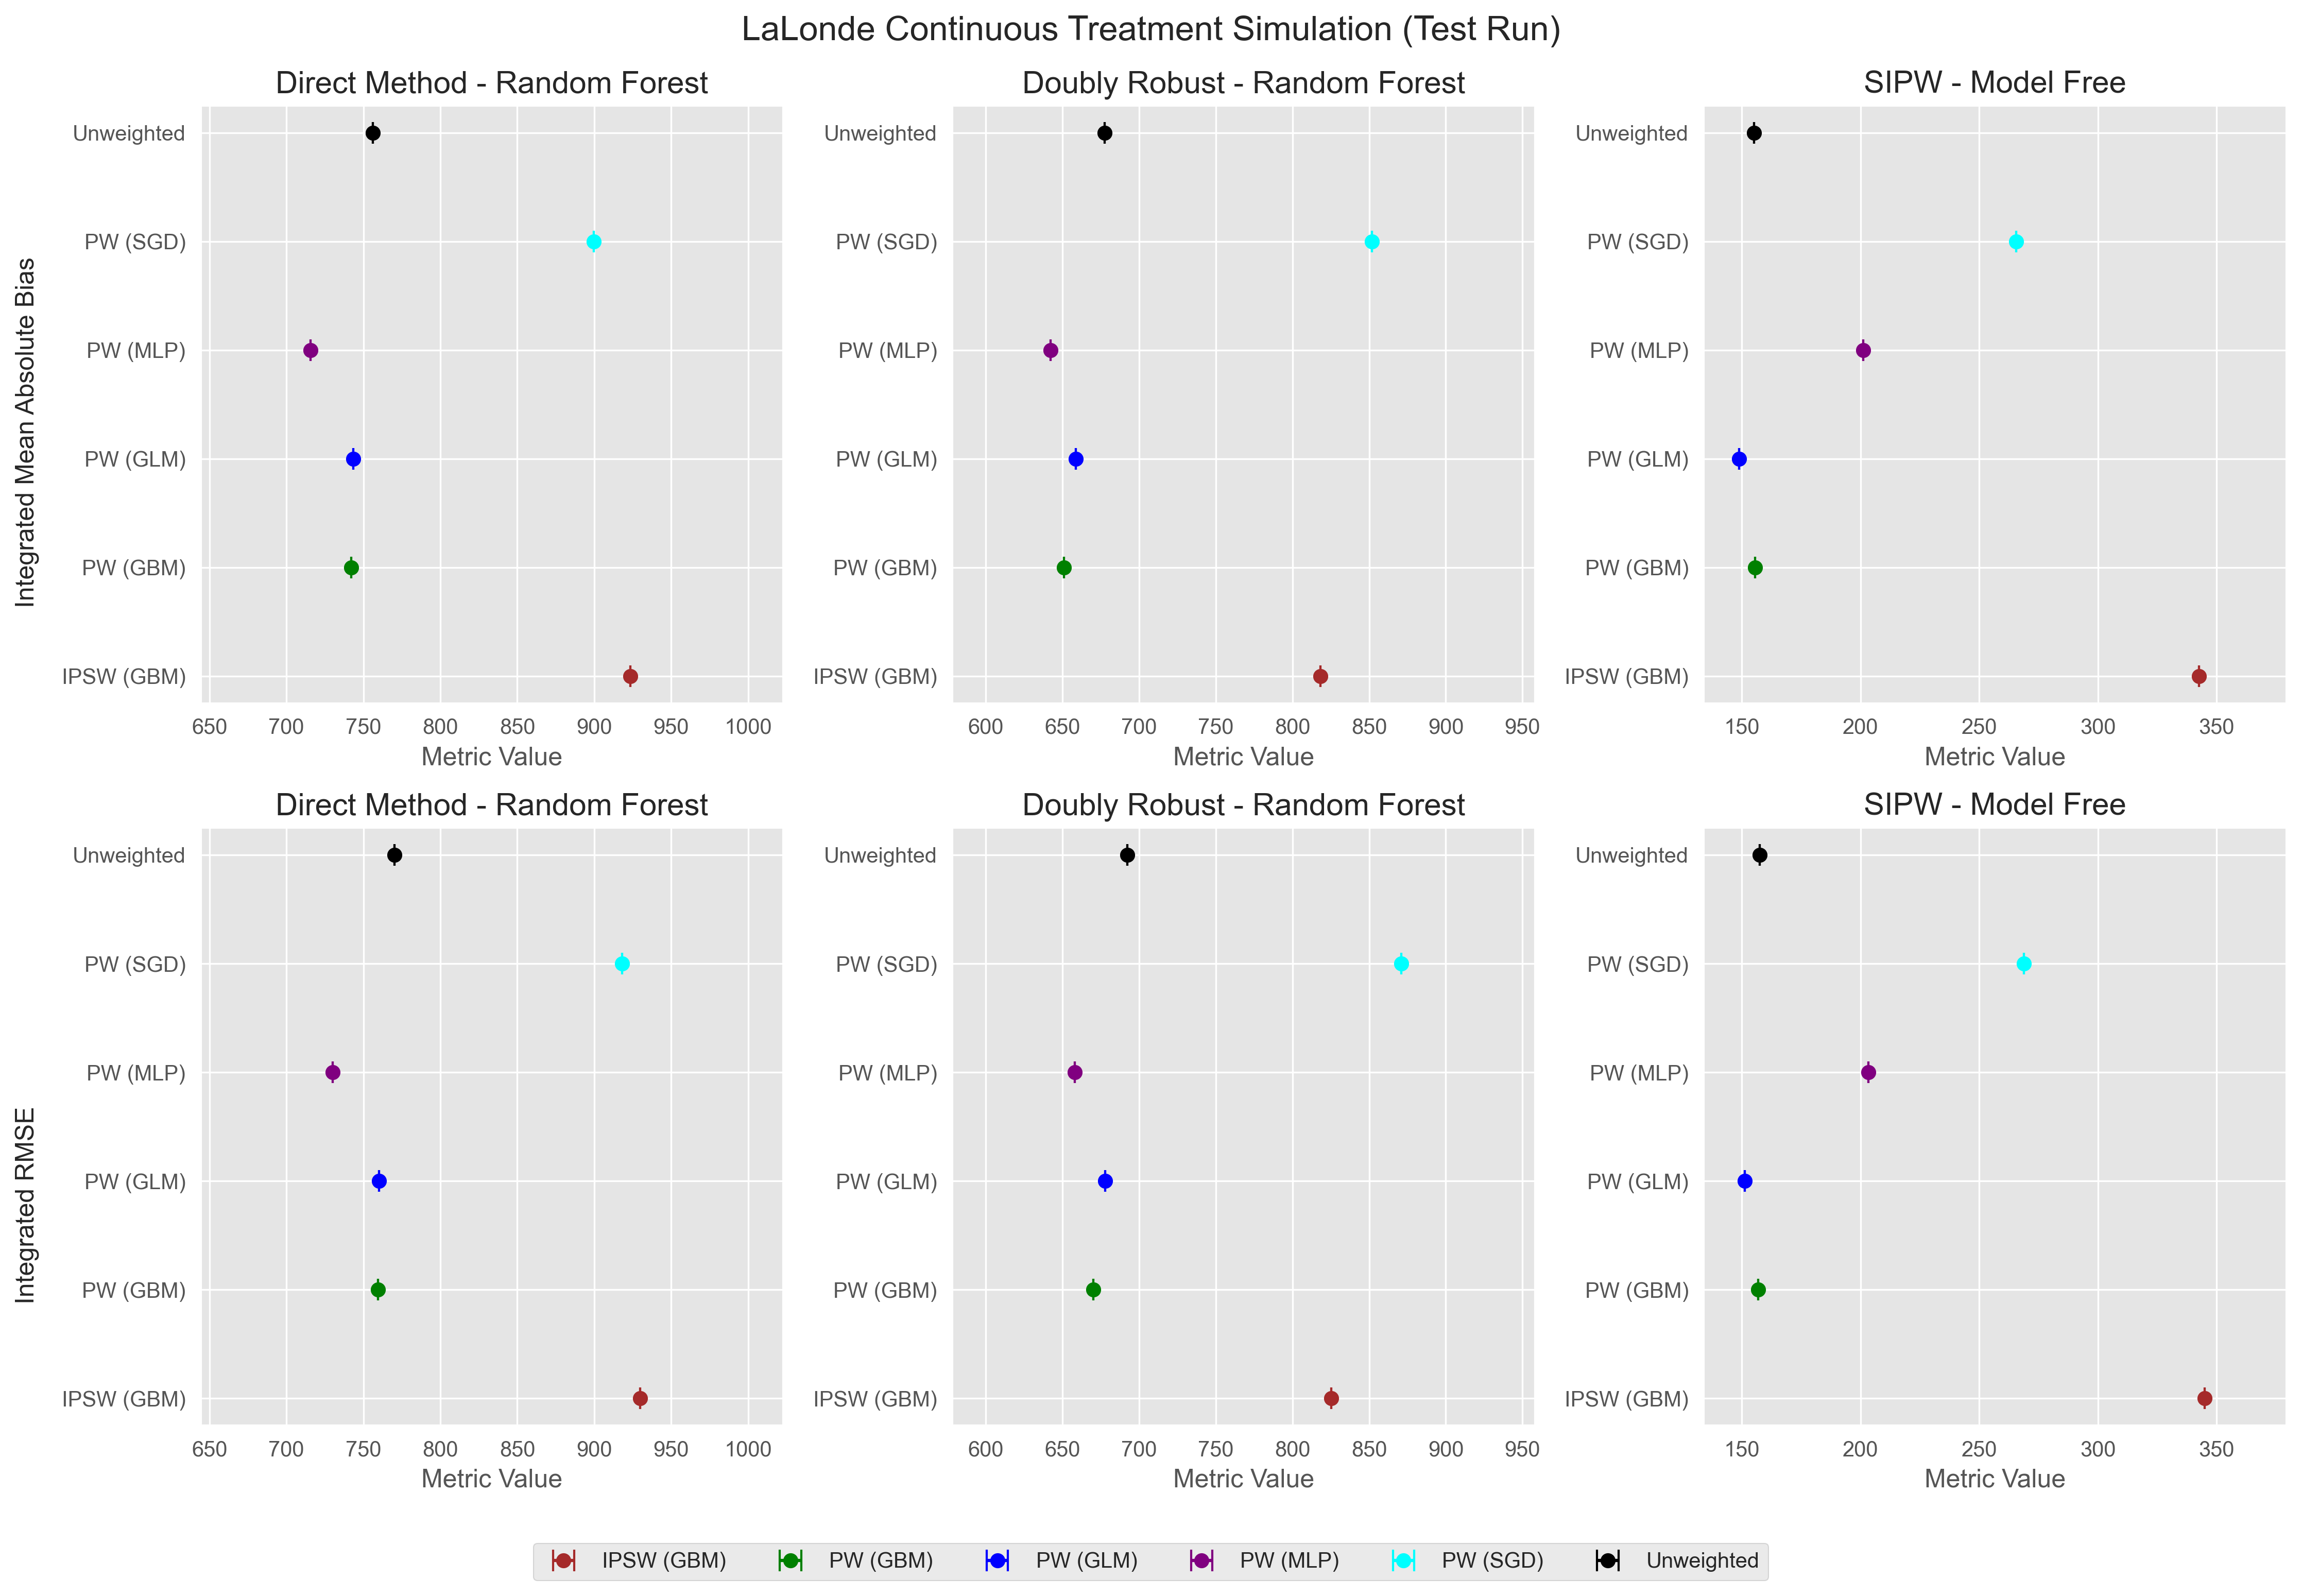 LaLonde Continuous Treatment Simulation (Test Run)
Direct Method - Random Forest
Doubly Robust - Random Forest
SIPW - Model Free
Integrated Mean Absolute Bias
Unweighted
PW (SGD)
PW (MLP)
PW (GLM)
PW (GBM)
IPSW (GBM)
650 700 750 800 850 900 950 1000
Metric Value
Unweighted
PW (SGD)
PW (MLP)
PW (GLM)
PW (GBM)
IPSW (GBM)
600 650 700 750 800 850 900 950
Metric Value
Unweighted
PW (SGD)
PW (MLP)
PW (GLM)
PW (GBM)
IPSW (GBM)
150 200 250 300 350
Metric Value
Direct Method - Random Forest
Doubly Robust - Random Forest
SIPW - Model Free
Integrated RMSE
Unweighted
PW (SGD)
PW (MLP)
PW (GLM)
PW (GBM)
IPSW (GBM)
650 700 750 800 850 900 950 1000
Metric Value
Unweighted
PW (SGD)
PW (MLP)
PW (GLM)
PW (GBM)
IPSW (GBM)
600 650 700 750 800 850 900 950
Metric Value
Unweighted
PW (SGD)
PW (MLP)
PW (GLM)
PW (GBM)
IPSW (GBM)
150 200 250 300 350
Metric Value
IPSW (GBM) PW (GBM) PW (GLM) PW (MLP) PW (SGD) Unweighted